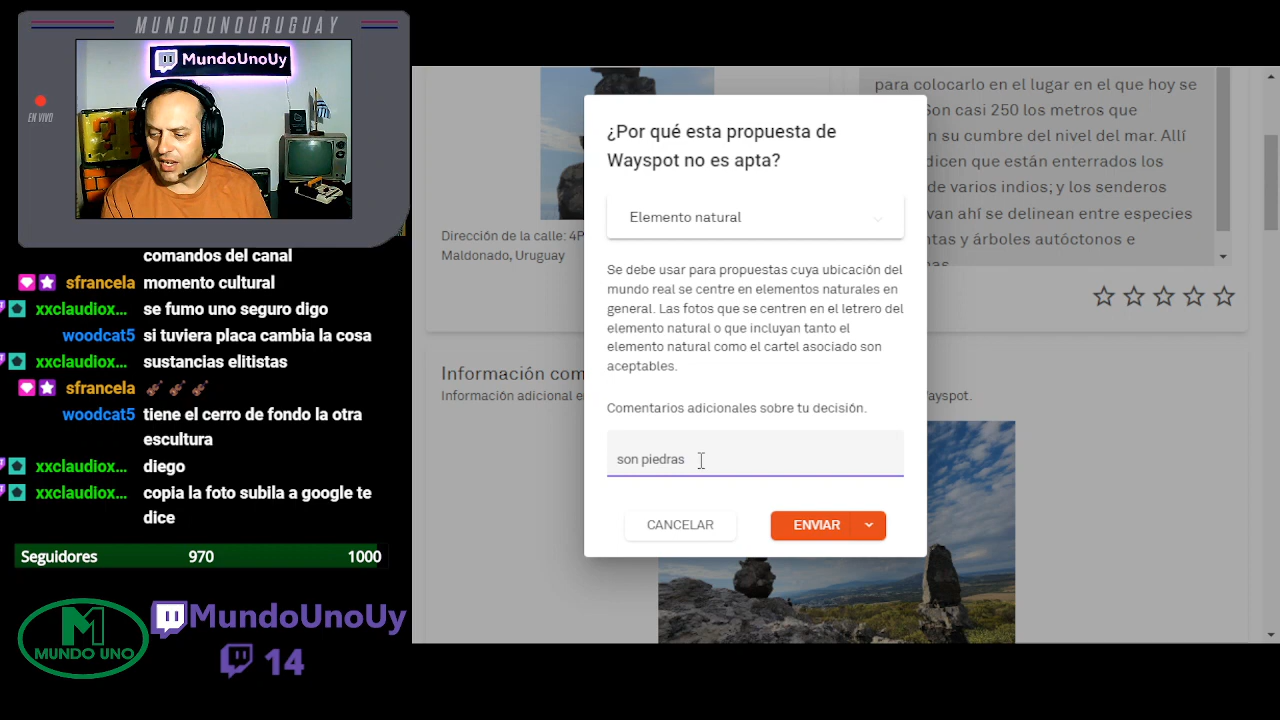 MUNDOUNOURUGUAY
MundoUnoUy
EN VIVO
comandos del canal
sfrancela momento cultural
xxclaudiox... se fumo uno seguro digo
woodcat5 si tuviera placa cambia la cosa
xxclaudiox... sustancias elitistas
sfrancela
woodcat5 tiene el cerro de fondo la otra
escultura
xxclaudiox... diego
xxclaudiox... copia la foto subila a google te
dice
Seguidores 970 1000
M
MUNDO UNO
MundoUnoUy
14
para colocarlo en el lugar en el que hoy se
Son casi 250 los metros que
n su cumbre del nivel del mar. Allí
dicen que están enterrados los
de varios indios; y los senderos
van ahí se delinean entre especies
ntas y árboles autóctonos e
Dirección de la calle: 4P
Maldonado, Uruguay
Información com
Información adicional e
Wayspot.
¿Por qué esta propuesta de
Wayspot no es apta?
Elemento natural
Se debe usar para propuestas cuya ubicación del
mundo real se centre en elementos naturales en
general. Las fotos que se centren en el letrero del
elemento natural o que incluyan tanto el
elemento natural como el cartel asociado son
aceptables.
Comentarios adicionales sobre tu decisión.
son piedras
CANCELAR
ENVIAR